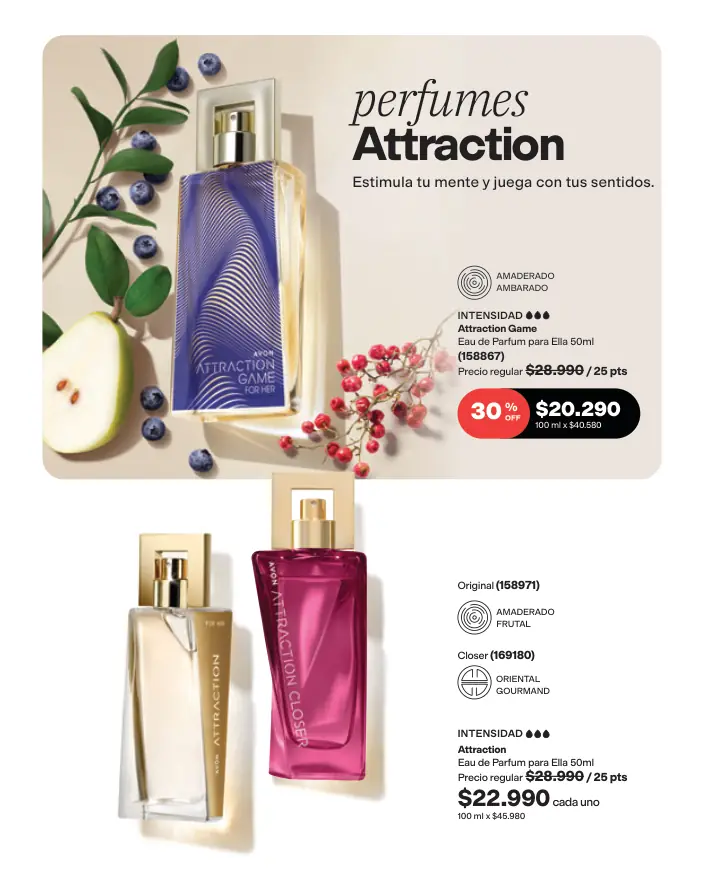 perfumes
Attraction
Estimula tu mente y juega con tus sentidos.
AMADERADO
AMBARADO
INTENSIDAD
Attraction Game
Eau de Parfum para Ella 50ml
(158867)
Precio regular $28.990 / 25 pts
30 % OFF $20.290
100 ml x $40.580
AVON
ATTRACTION
GAME
FOR HER
AVON ATTRACTION CLOSER
FOR HER
AVON ATTRACTION
Original (158971)
AMADERADO
FRUTAL
Closer (169180)
ORIENTAL
GOURMAND
INTENSIDAD
Attraction
Eau de Parfum para Ella 50ml
Precio regular $28.990 / 25 pts
$22.990 cada uno
100 ml x $45.980